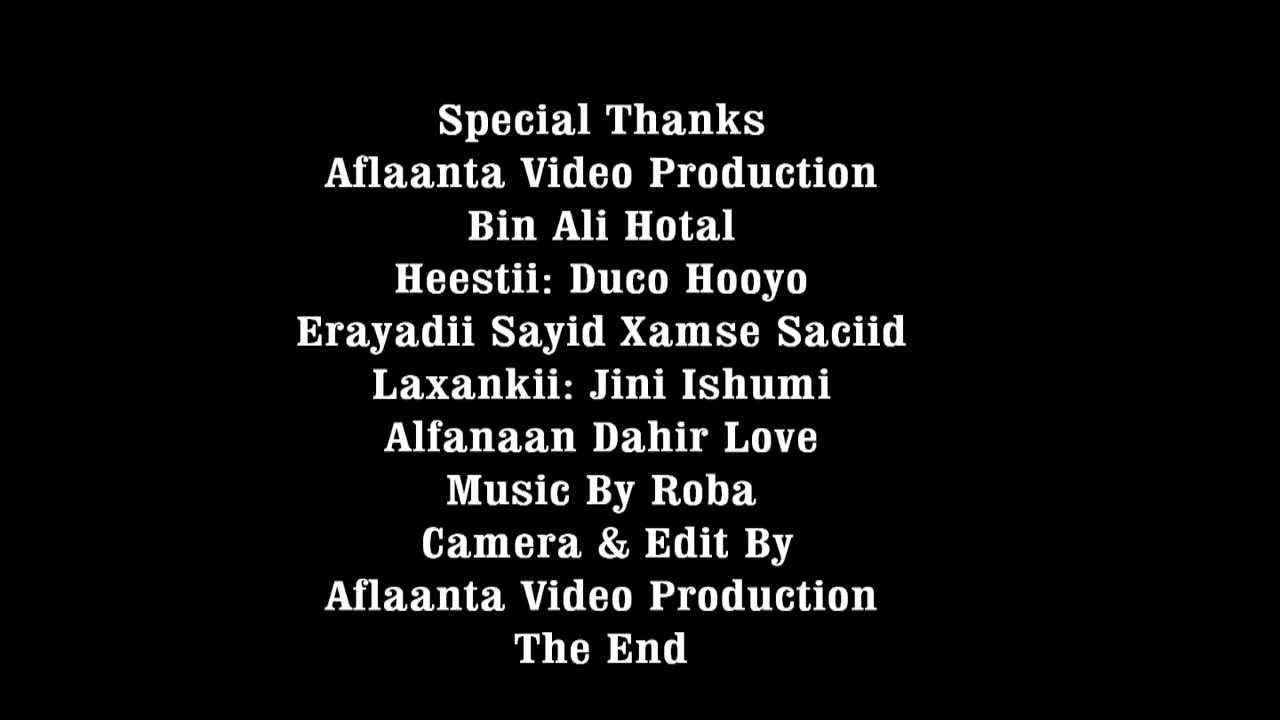 Special Thanks
Aflaanta Video Production
Bin Ali Hotal
Heestii: Duco Hooyo
Erayadii Sayid Xamse Saciid
Laxankii: Jini Ishumi
Alfanaan Dahir Love
Music By Roba
Camera & Edit By
Aflaanta Video Production
The End